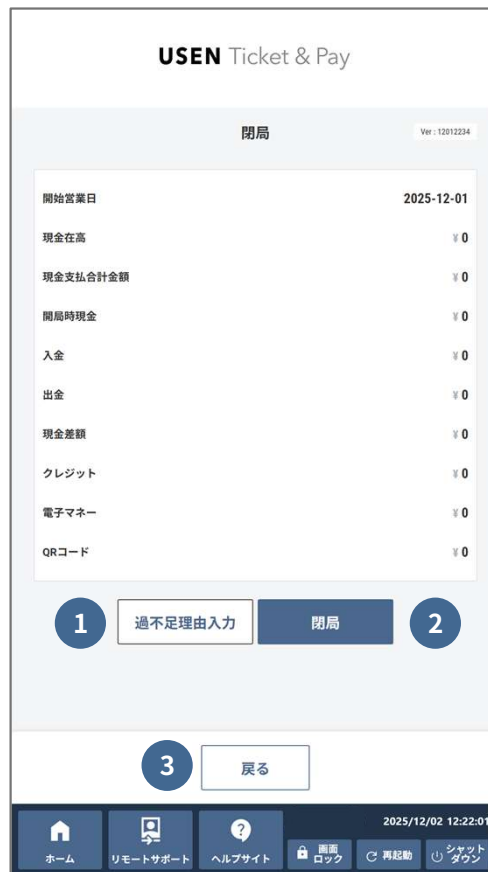 USEN Ticket & Pay
閉局
Ver : 12012234
開始営業日 2025-12-01
現金在高 ¥ 0
現金支払合計金額 ¥ 0
開局時現金 ¥ 0
入金 ¥ 0
出金 ¥ 0
現金差額 ¥ 0
クレジット ¥ 0
電子マネー ¥ 0
QRコード ¥ 0
1 過不足理由入力 閉局 2
3 戻る
2025/12/02 12:22:01
ホーム リモートサポート ヘルプサイト 画面ロック 再起動 シャットダウン